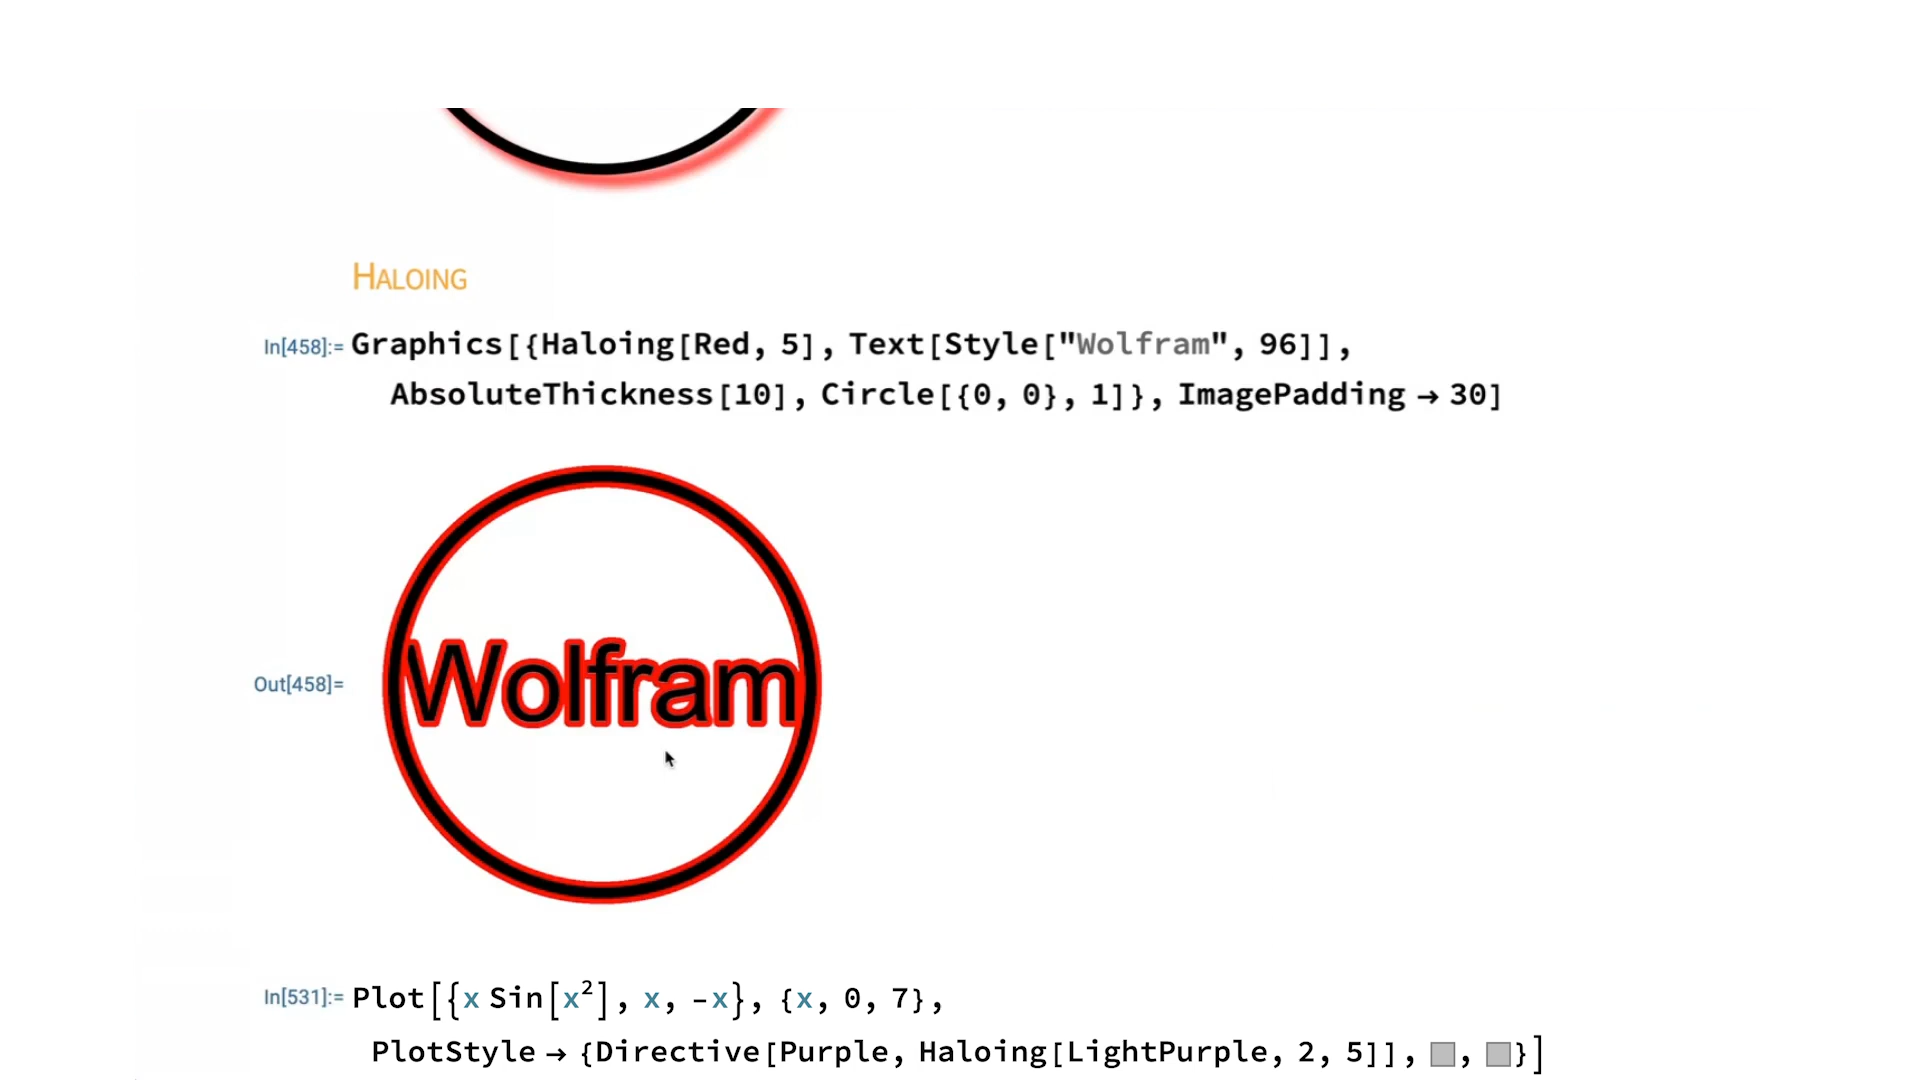 HALOING
In[458]:= Graphics[{Haloing[Red, 5], Text[Style["Wolfram", 96]],
AbsoluteThickness[10], Circle[{0, 0}, 1]}, ImagePadding → 30]
Out[458]=
Wolfram
In[531]:= Plot[{x Sin[x²], x, -x}, {x, 0, 7},
PlotStyle → {Directive[Purple, Haloing[LightPurple, 2, 5]], ■, ■}]